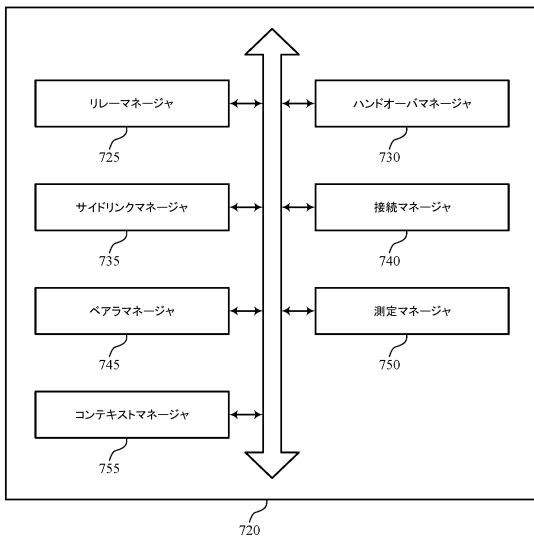 リレーマネージャ
725
ハンドオーバマネージャ
730
サイドリンクマネージャ
735
接続マネージャ
740
ベアラマネージャ
745
測定マネージャ
750
コンテキストマネージャ
755
720